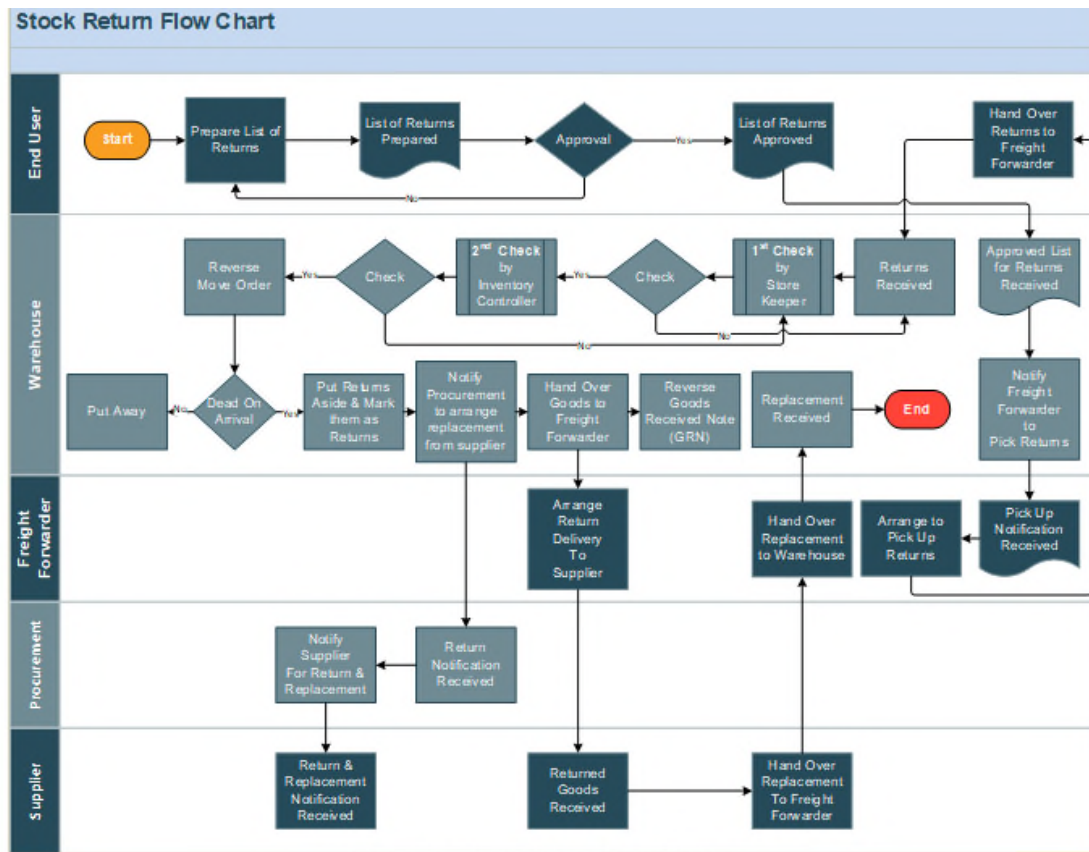 Stock Return Flow Chart
End User
Start
Prepare List of
Returns
List of Returns
Prepared
Approval
Yes
No
List of Returns
Approved
Hand Over
Returns to
Freight
Forwarder
Warehouse
Reverse
Move Order
Yes
Check
No
2nd Check
by
Inventory
Controller
Yes
Check
No
1st Check
by
Store
Keeper
Returns
Received
Approved List
for Returns
Received
Put Away
No
Dead On
Arrival
Yes
Put Returns
Aside & Mark
them as
Returns
Notify
Procurement
to arrange
replacement
from supplier
Hand Over
Goods to
Freight
Forwarder
Reverse
Goods
Received Note
(GRN)
Replacement
Received
End
Notify
Freight
Forwarder
to
Pick Returns
Freight
Forwarder
Arrange
Return
Delivery
To
Supplier
Hand Over
Replacement
to Warehouse
Arrange to
Pick Up
Returns
Pick Up
Notification
Received
Procurement
Notify
Supplier
For Return &
Replacement
Return
Notification
Received
Supplier
Return &
Replacement
Notification
Received
Returned
Goods
Received
Hand Over
Replacement
To Freight
Forwarder